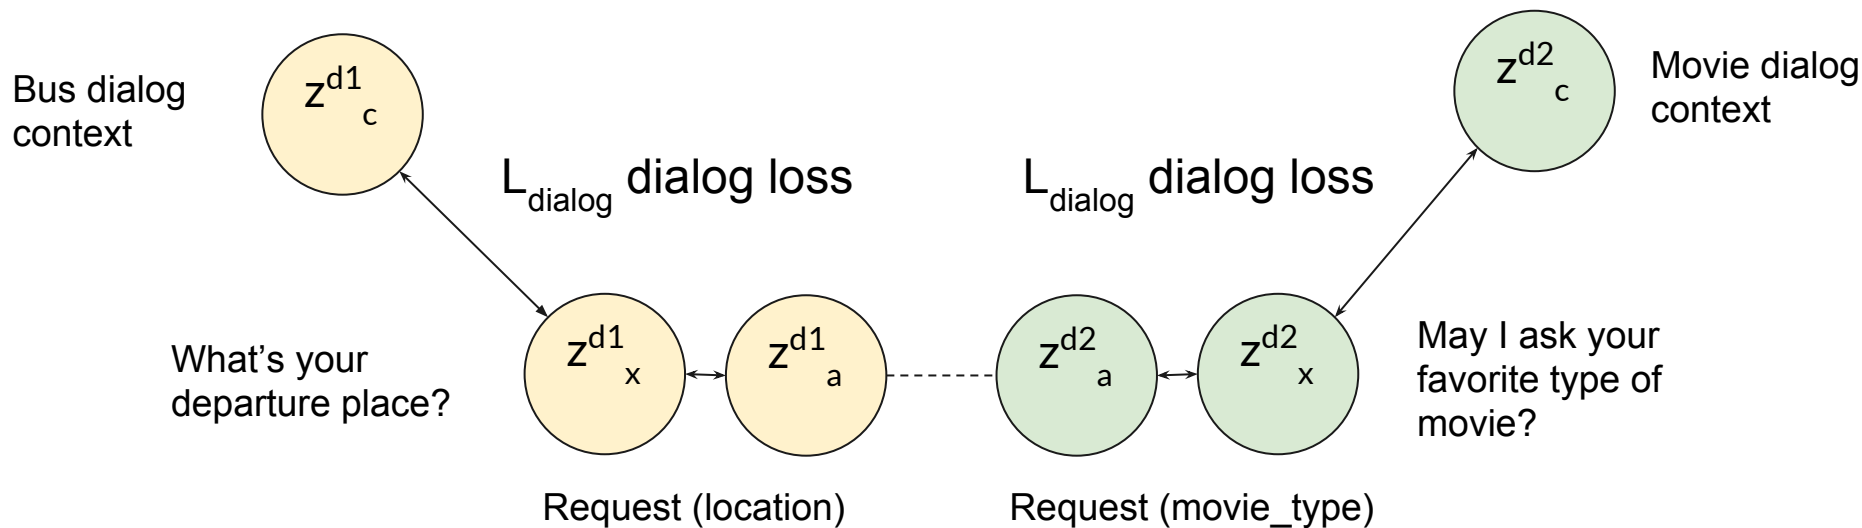 Bus dialog
context
z^d1_c
L_dialog dialog loss
L_dialog dialog loss
z^d2_c
Movie dialog
context
What's your
departure place?
z^d1_x
z^d1_a
z^d2_a
z^d2_x
May I ask your
favorite type of
movie?
Request (location)
Request (movie_type)